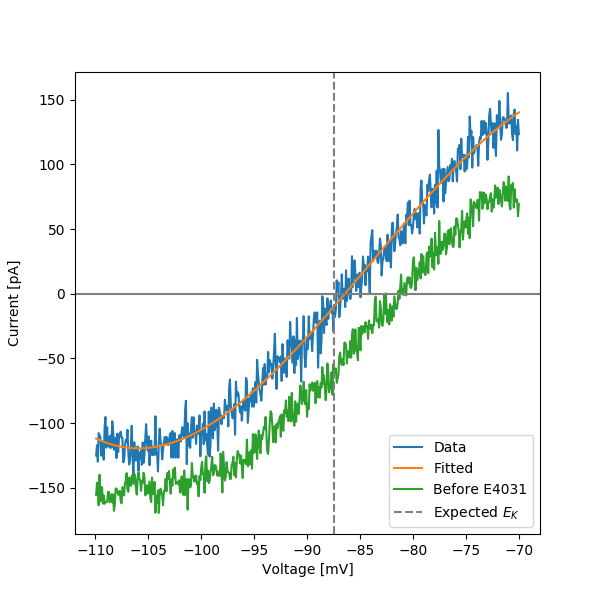 150
100
50
0
−50
−100
−150
Current [pA]
Data
Fitted
Before E4031
Expected E_K
−110
−105
−100
−95
−90
−85
−80
−75
−70
Voltage [mV]